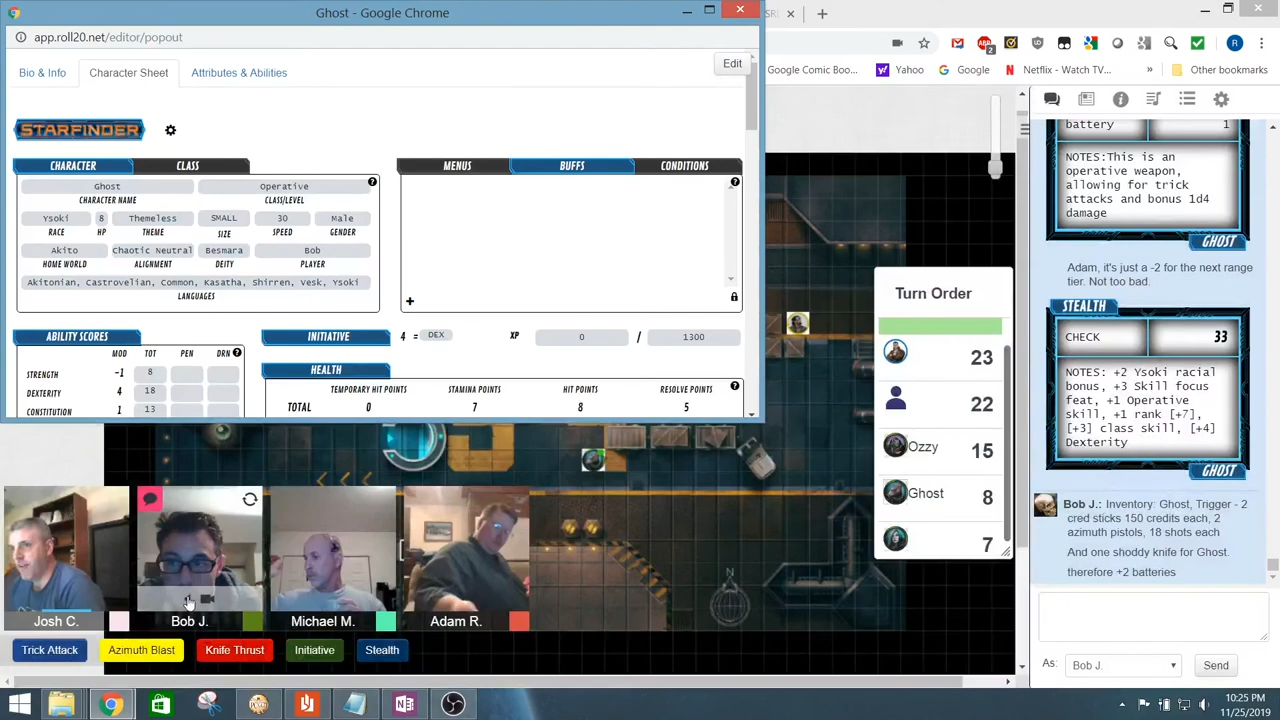 Ghost - Google Chrome
app.roll20.net/editor/popout
Google Comic Boo...
Yahoo
Google
Netflix - Watch TV...
»
Other bookmarks
Bio & Info
Character Sheet
Attributes & Abilities
Edit
STARFINDER
CHARACTER
CLASS
Ghost
Operative
CHARACTER NAME
CLASS/LEVEL
Ysoki
8
Themeless
SMALL
30
Male
RACE
HP
THEME
SIZE
SPEED
GENDER
Akito
Chaotic Neutral
Besmara
Bob
HOME WORLD
ALIGNMENT
DEITY
PLAYER
Akitonian, Castrovelian, Common, Kasatha, Shirren, Vesk, Ysoki
LANGUAGES
MENUS
BUFFS
CONDITIONS
ABILITY SCORES
MOD
TOT
PEN
DRN
STRENGTH
-1
8
DEXTERITY
4
18
CONSTITUTION
1
13
INITIATIVE
4 =
DEX
XP
0
/
1300
HEALTH
TEMPORARY HIT POINTS
STAMINA POINTS
HIT POINTS
RESOLVE POINTS
TOTAL
0
7
8
5
Turn Order
23
22
Ozzy
15
Ghost
8
7
N
battery
1
NOTES:This is an
operative weapon,
allowing for trick
attacks and bonus 1d4
damage
GHOST
Adam, it's just a -2 for the next range
tier. Not too bad.
STEALTH
CHECK
33
NOTES: +2 Ysoki racial
bonus, +3 Skill focus
feat, +1 Operative
skill, +1 rank [+7],
[+3] class skill, [+4]
Dexterity
GHOST
Bob J.: Inventory: Ghost, Trigger - 2
cred sticks 150 credits each, 2
azimuth pistols, 18 shots each
And one shoddy knife for Ghost.
therefore +2 batteries
As:
Bob J.
Send
Josh C.
Bob J.
Michael M.
Adam R.
Trick Attack
Azimuth Blast
Knife Thrust
Initiative
Stealth
10:25 PM
11/25/2019